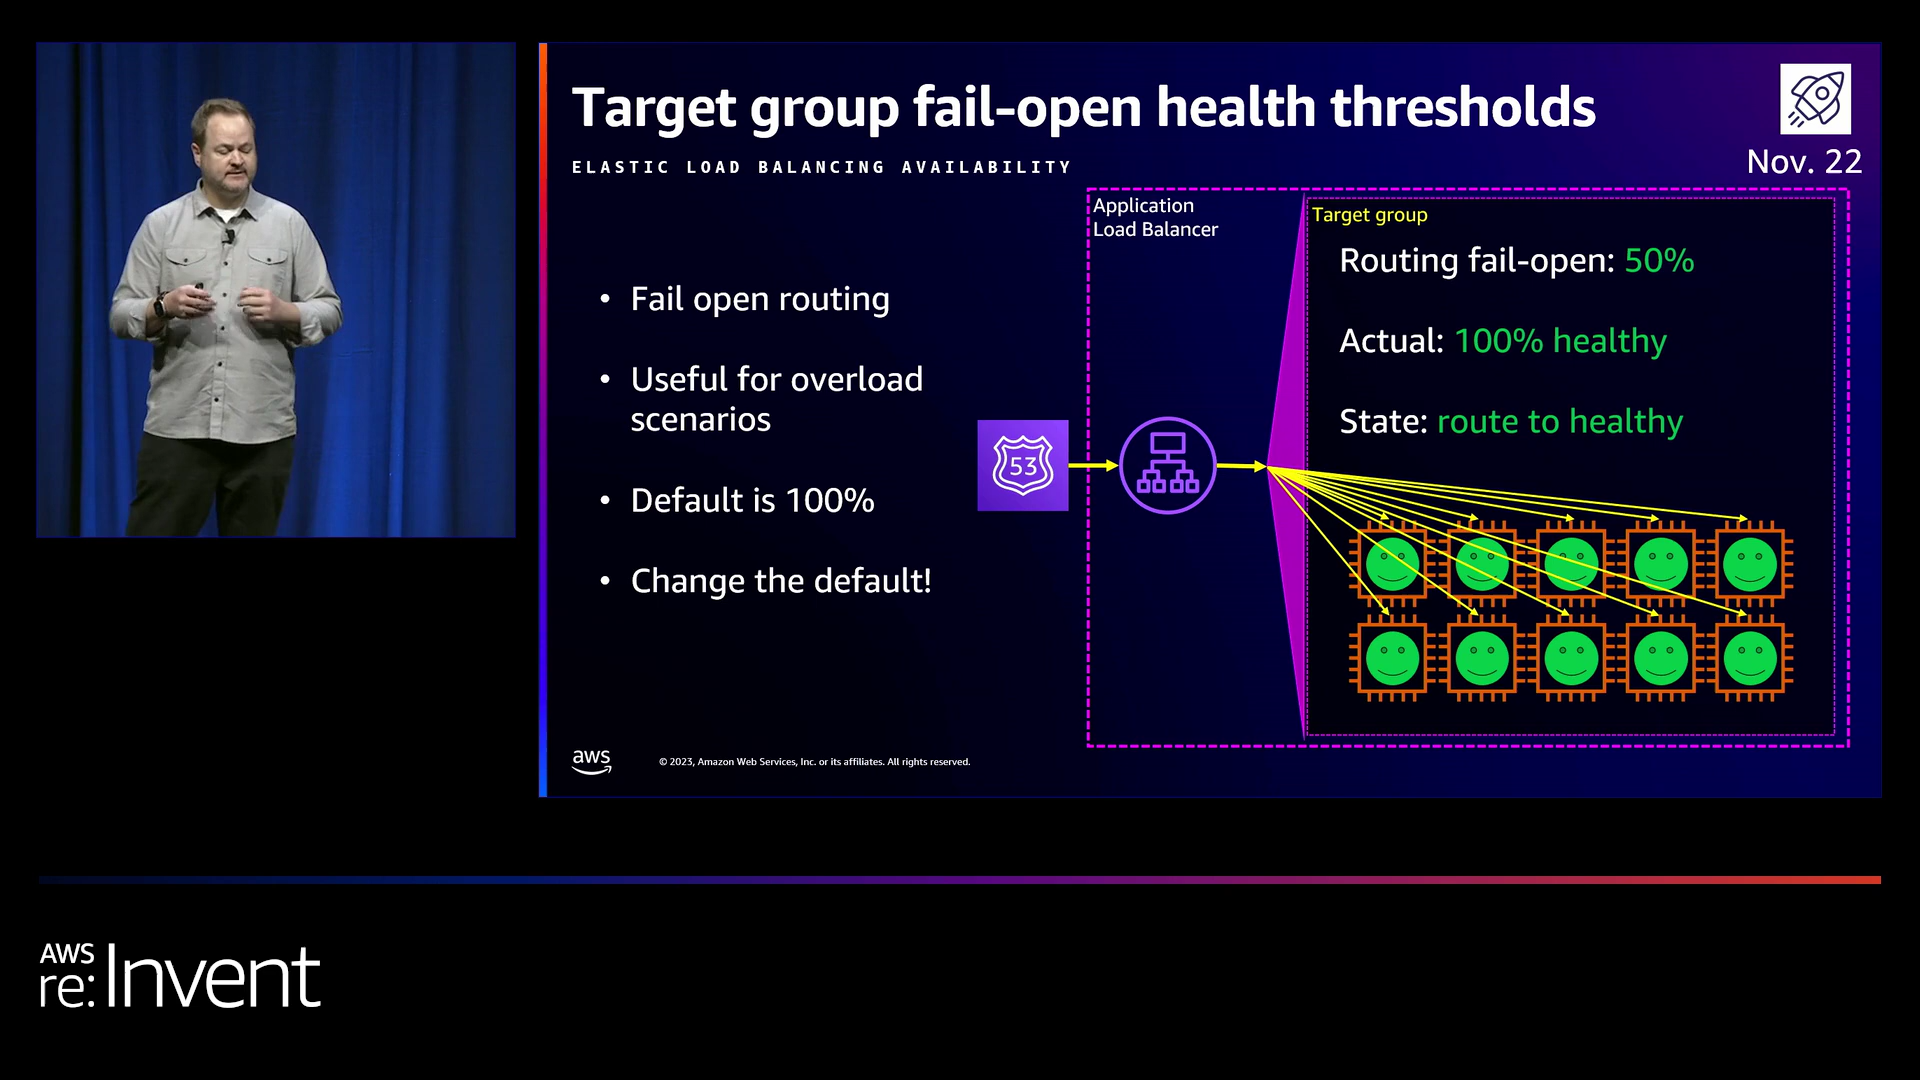 Target group fail-open health thresholds
ELASTIC LOAD BALANCING AVAILABILITY
Nov. 22
• Fail open routing
• Useful for overload
scenarios
• Default is 100%
• Change the default!
53
Application
Load Balancer
Target group
Routing fail-open: 50%
Actual: 100% healthy
State: route to healthy
aws
© 2023, Amazon Web Services, Inc. or its affiliates. All rights reserved.
AWS
re:Invent